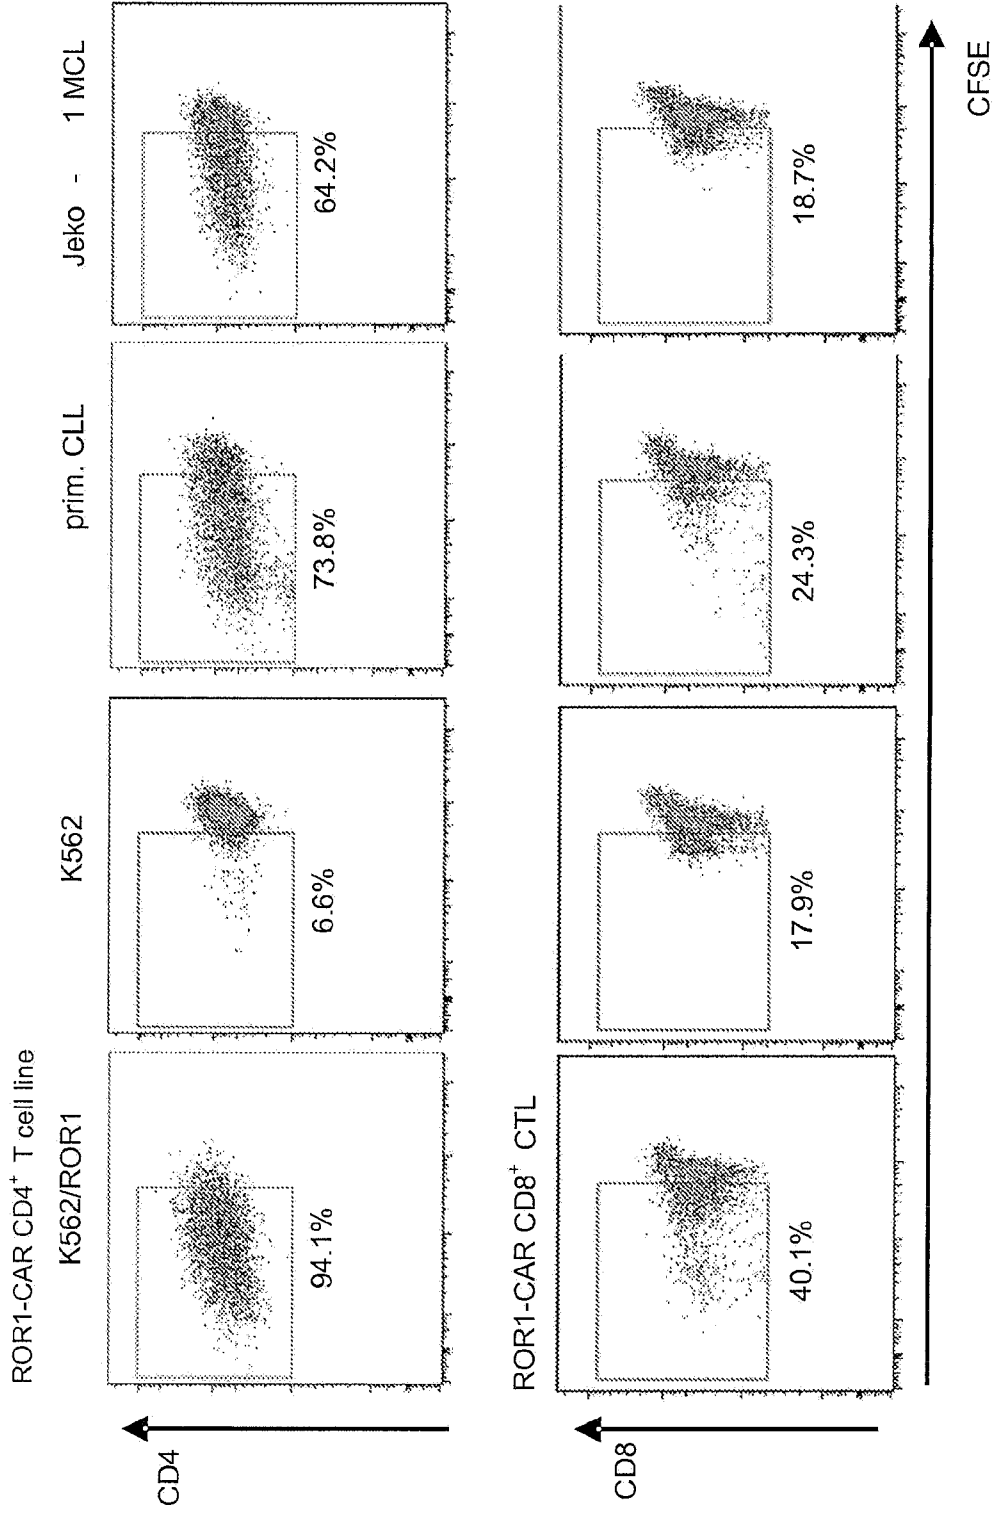 ROR1-CAR CD4+ T cell line
K562/ROR1
K562
prim. CLL
Jeko - 1 MCL
CD4
94.1%
6.6%
73.8%
64.2%
ROR1-CAR CD8+ CTL
CD8
40.1%
17.9%
24.3%
18.7%
CFSE